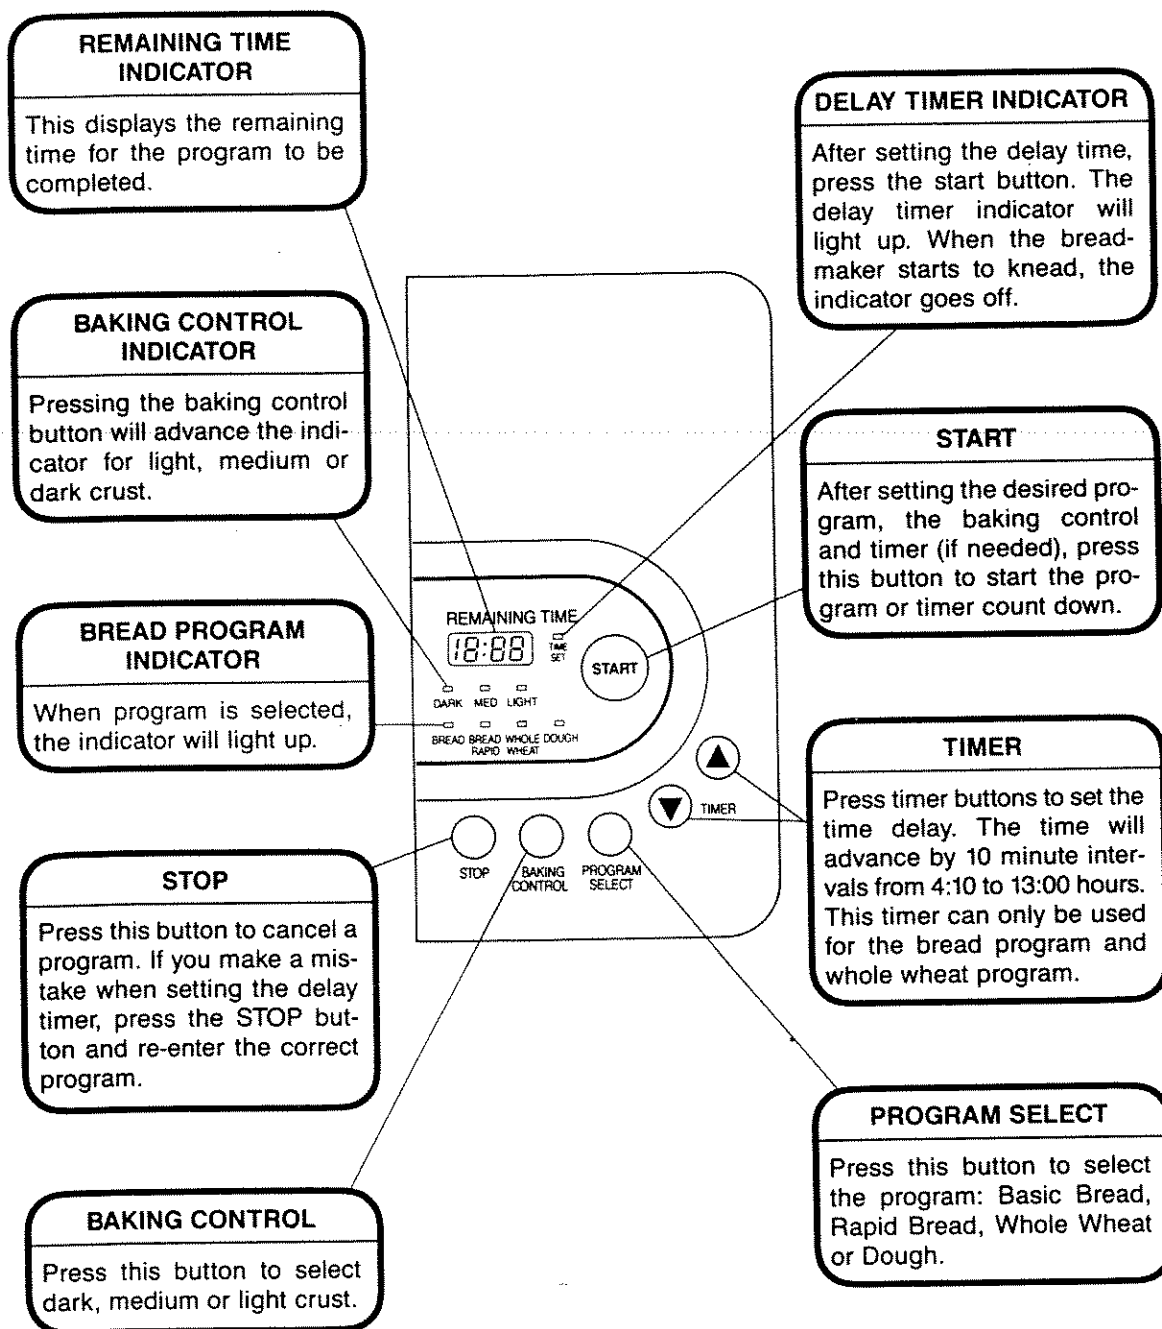 REMAINING TIME
INDICATOR
This displays the remaining
time for the program to be
completed.
BAKING CONTROL
INDICATOR
Pressing the baking control
button will advance the indi-
cator for light, medium or
dark crust.
BREAD PROGRAM
INDICATOR
When program is selected,
the indicator will light up.
STOP
Press this button to cancel a
program. If you make a mis-
take when setting the delay
timer, press the STOP but-
ton and re-enter the correct
program.
BAKING CONTROL
Press this button to select
dark, medium or light crust.
REMAINING TIME
18:88
TIME
SET
START
DARK MED LIGHT
BREAD BREAD WHOLE DOUGH
RAPID WHEAT
TIMER
STOP BAKING PROGRAM
CONTROL SELECT
DELAY TIMER INDICATOR
After setting the delay time,
press the start button. The
delay timer indicator will
light up. When the bread-
maker starts to knead, the
indicator goes off.
START
After setting the desired pro-
gram, the baking control
and timer (if needed), press
this button to start the pro-
gram or timer count down.
TIMER
Press timer buttons to set the
time delay. The time will
advance by 10 minute inter-
vals from 4:10 to 13:00 hours.
This timer can only be used
for the bread program and
whole wheat program.
PROGRAM SELECT
Press this button to select
the program: Basic Bread,
Rapid Bread, Whole Wheat
or Dough.